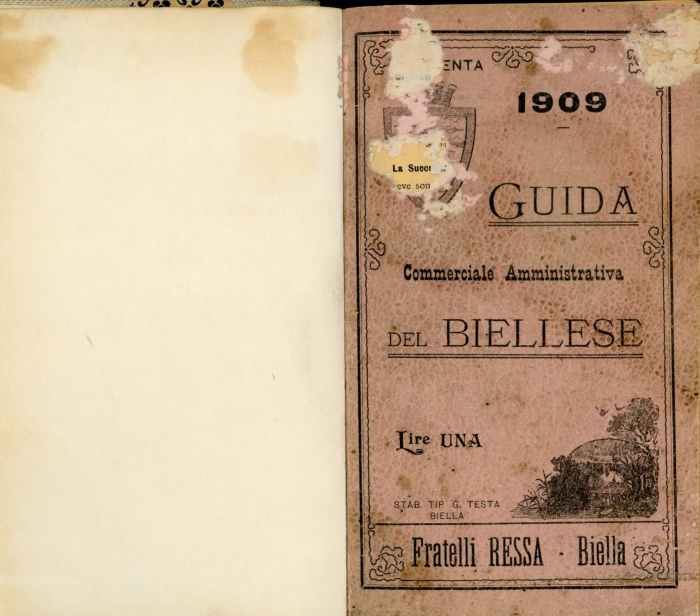 ENTA
1909
La Succ
eve son
GUIDA
Commerciale Amministrativa
DEL BIELLESE
Lire UNA
STAB. TIP G. TESTA
BIELLA
Fratelli RESSA - Biella